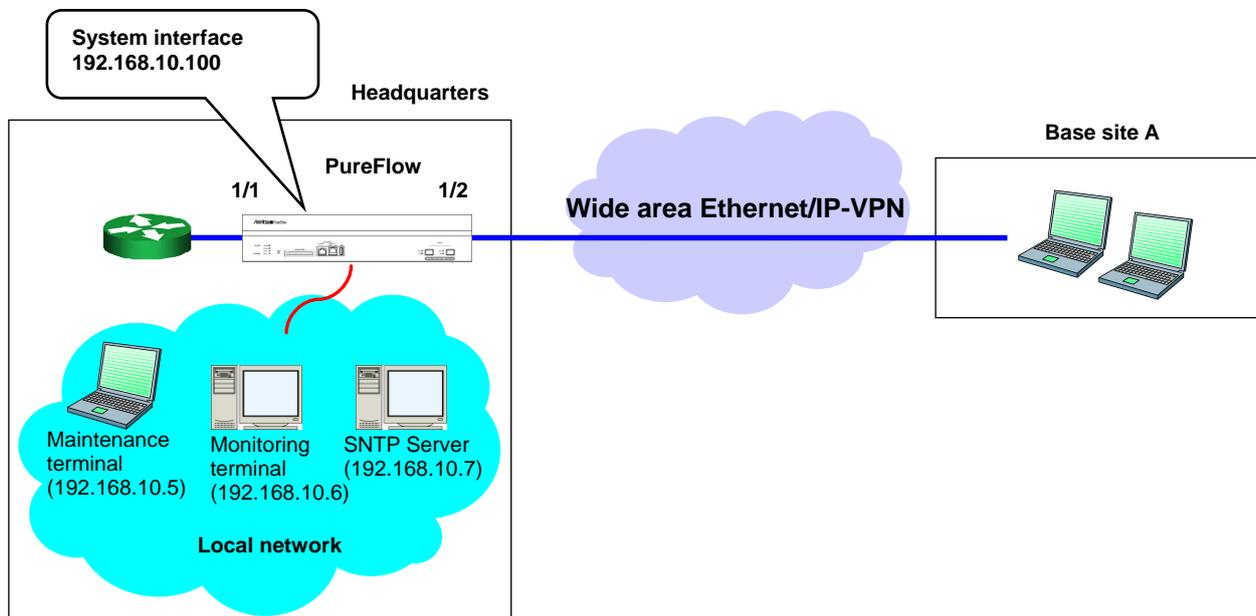 System interface
192.168.10.100
Headquarters
Base site A
PureFlow
1/1
1/2
Wide area Ethernet/IP-VPN
Maintenance
terminal
(192.168.10.5)
Monitoring
terminal
(192.168.10.6)
SNTP Server
(192.168.10.7)
Local network